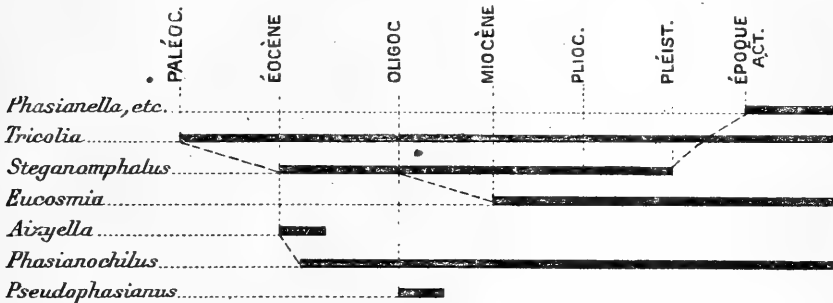 PALÉOC.
ÉOCÈNE
OLIGOC.
MIOCÈNE
PLIOC.
PLÉIST.
ÉPOQUE
ACT.
Phasianella, etc.
Tricolia
Steganomphalus
Eucosmia
Aizyella
Phasianochilus
Pseudophasianus